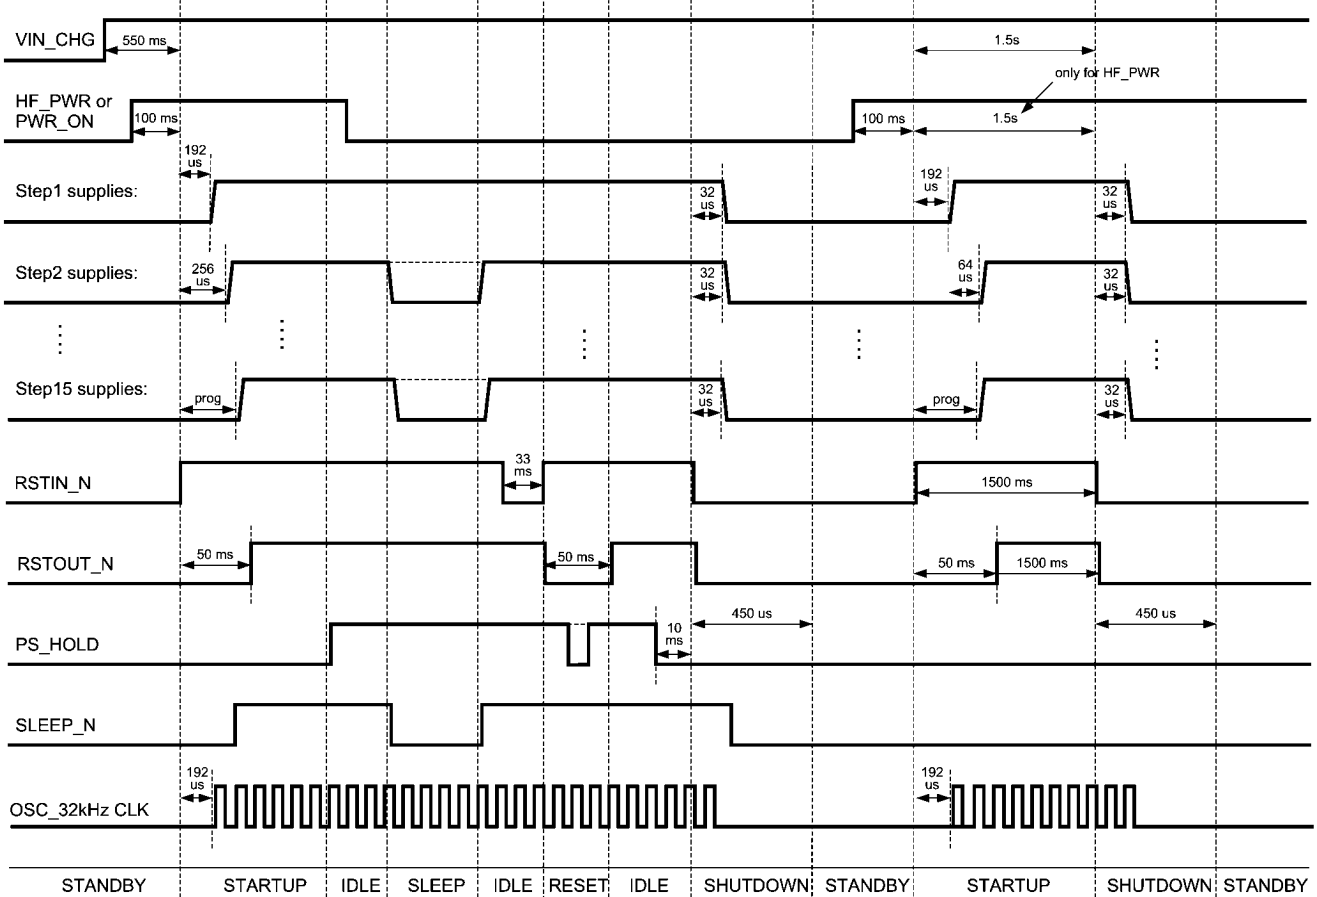 VIN_CHG
550 ms
1.5s
only for HF_PWR
HF_PWR or
PWR_ON
100 ms
100 ms
1.5s
192
us
Step1 supplies:
32
us
192
us
32
us
Step2 supplies:
256
us
32
us
64
us
32
us
Step15 supplies:
prog
32
us
prog
32
us
RSTIN_N
33
ms
1500 ms
RSTOUT_N
50 ms
50 ms
50 ms
1500 ms
PS_HOLD
10
ms
450 us
450 us
SLEEP_N
OSC_32kHz CLK
192
us
192
us
STANDBY
STARTUP
IDLE
SLEEP
IDLE
RESET
IDLE
SHUTDOWN
STANDBY
STARTUP
SHUTDOWN
STANDBY